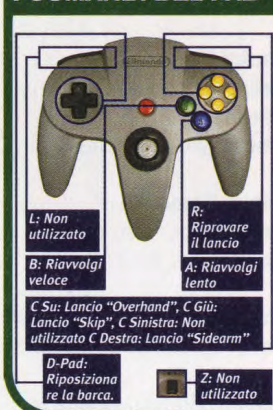 Nintendo
L: Non
utilizzato
R:
Riprovare
il lancio
B: Riavvolgi
veloce
A: Riavvolgi
lento
C Su: Lancio "Overhand", C Giù:
Lancio "Skip", C Sinistra: Non
utilizzato C Destra: Lancio "Sidearm"
D-Pad:
Riposiziona
re la barca.
Z: Non
utilizzato